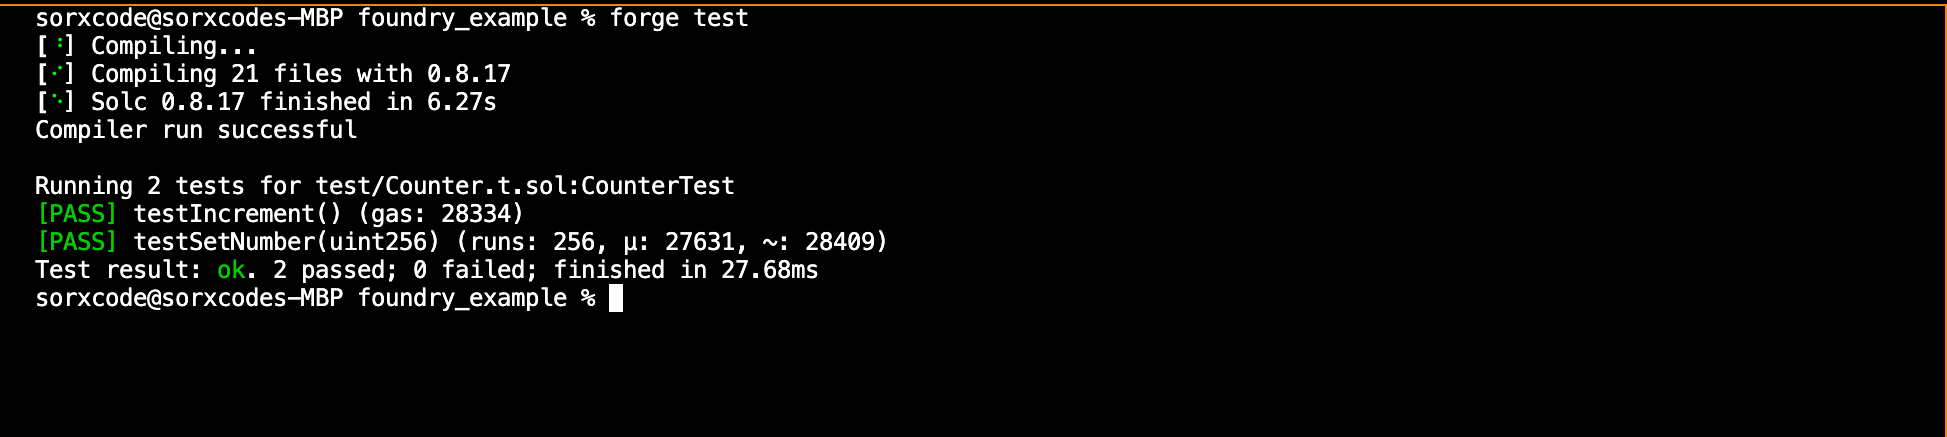 sorxcode@sorxcodes-MBP foundry_example % forge test
[⠃] Compiling...
[⠊] Compiling 21 files with 0.8.17
[⠑] Solc 0.8.17 finished in 6.27s
Compiler run successful
Running 2 tests for test/Counter.t.sol:CounterTest
[PASS] testIncrement() (gas: 28334)
[PASS] testSetNumber(uint256) (runs: 256, μ: 27631, ~: 28409)
Test result: ok. 2 passed; 0 failed; finished in 27.68ms
sorxcode@sorxcodes-MBP foundry_example %